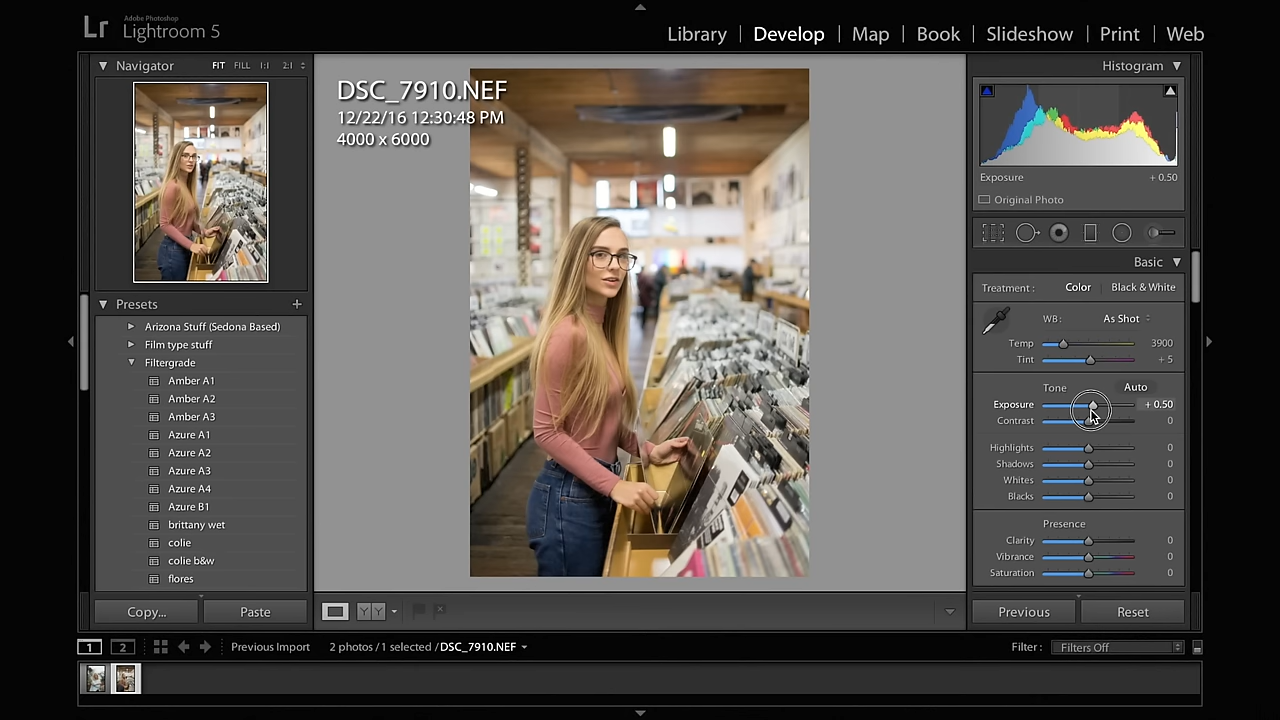 Lr Adobe Photoshop
Lightroom 5
Library | Develop | Map | Book | Slideshow | Print | Web
Navigator FIT FILL 1:1 2:1
DSC_7910.NEF
12/22/16 12:30:48 PM
4000 x 6000
Presets +
Arizona Stuff (Sedona Based)
Film type stuff
Filtergrade
Amber A1
Amber A2
Amber A3
Azure A1
Azure A2
Azure A3
Azure A4
Azure B1
brittany wet
colie
colie b&w
flores
Copy... Paste
Histogram
Exposure + 0.50
Original Photo
Basic
Treatment : Color | Black & White
WB: As Shot
Temp 3900
Tint + 5
Tone Auto
Exposure + 0.50
Contrast 0
Highlights 0
Shadows 0
Whites 0
Blacks 0
Presence
Clarity 0
Vibrance 0
Saturation 0
Previous Reset
Y Y
1 2 Previous Import 2 photos / 1 selected / DSC_7910.NEF Filter : Filters Off